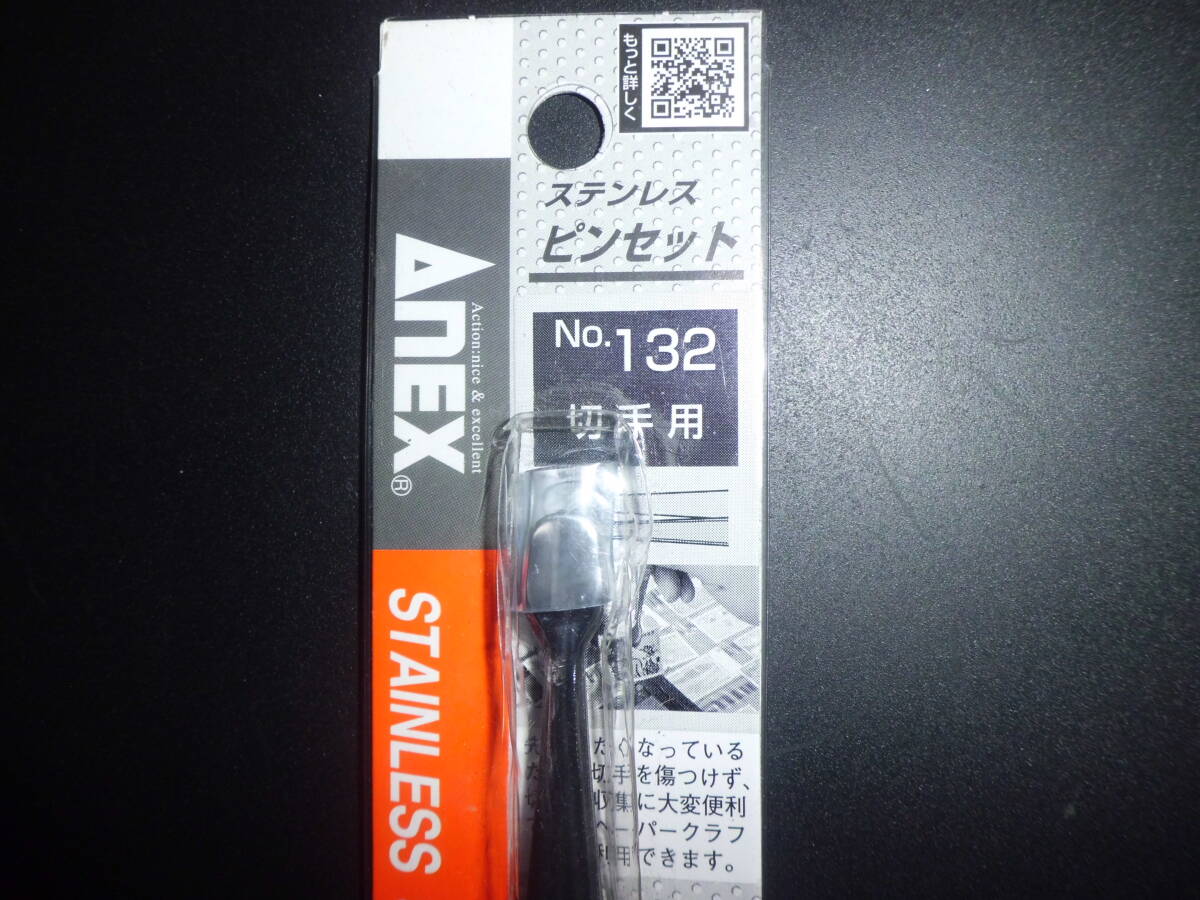 もっと詳しく
ステンレス
ピンセット
No.132
切手用
ANEX®
Action:nice & excellent
STAINLESS
たくなっている
切手を傷つけず、
収集に大変便利
ペーパークラフ
利用できます。